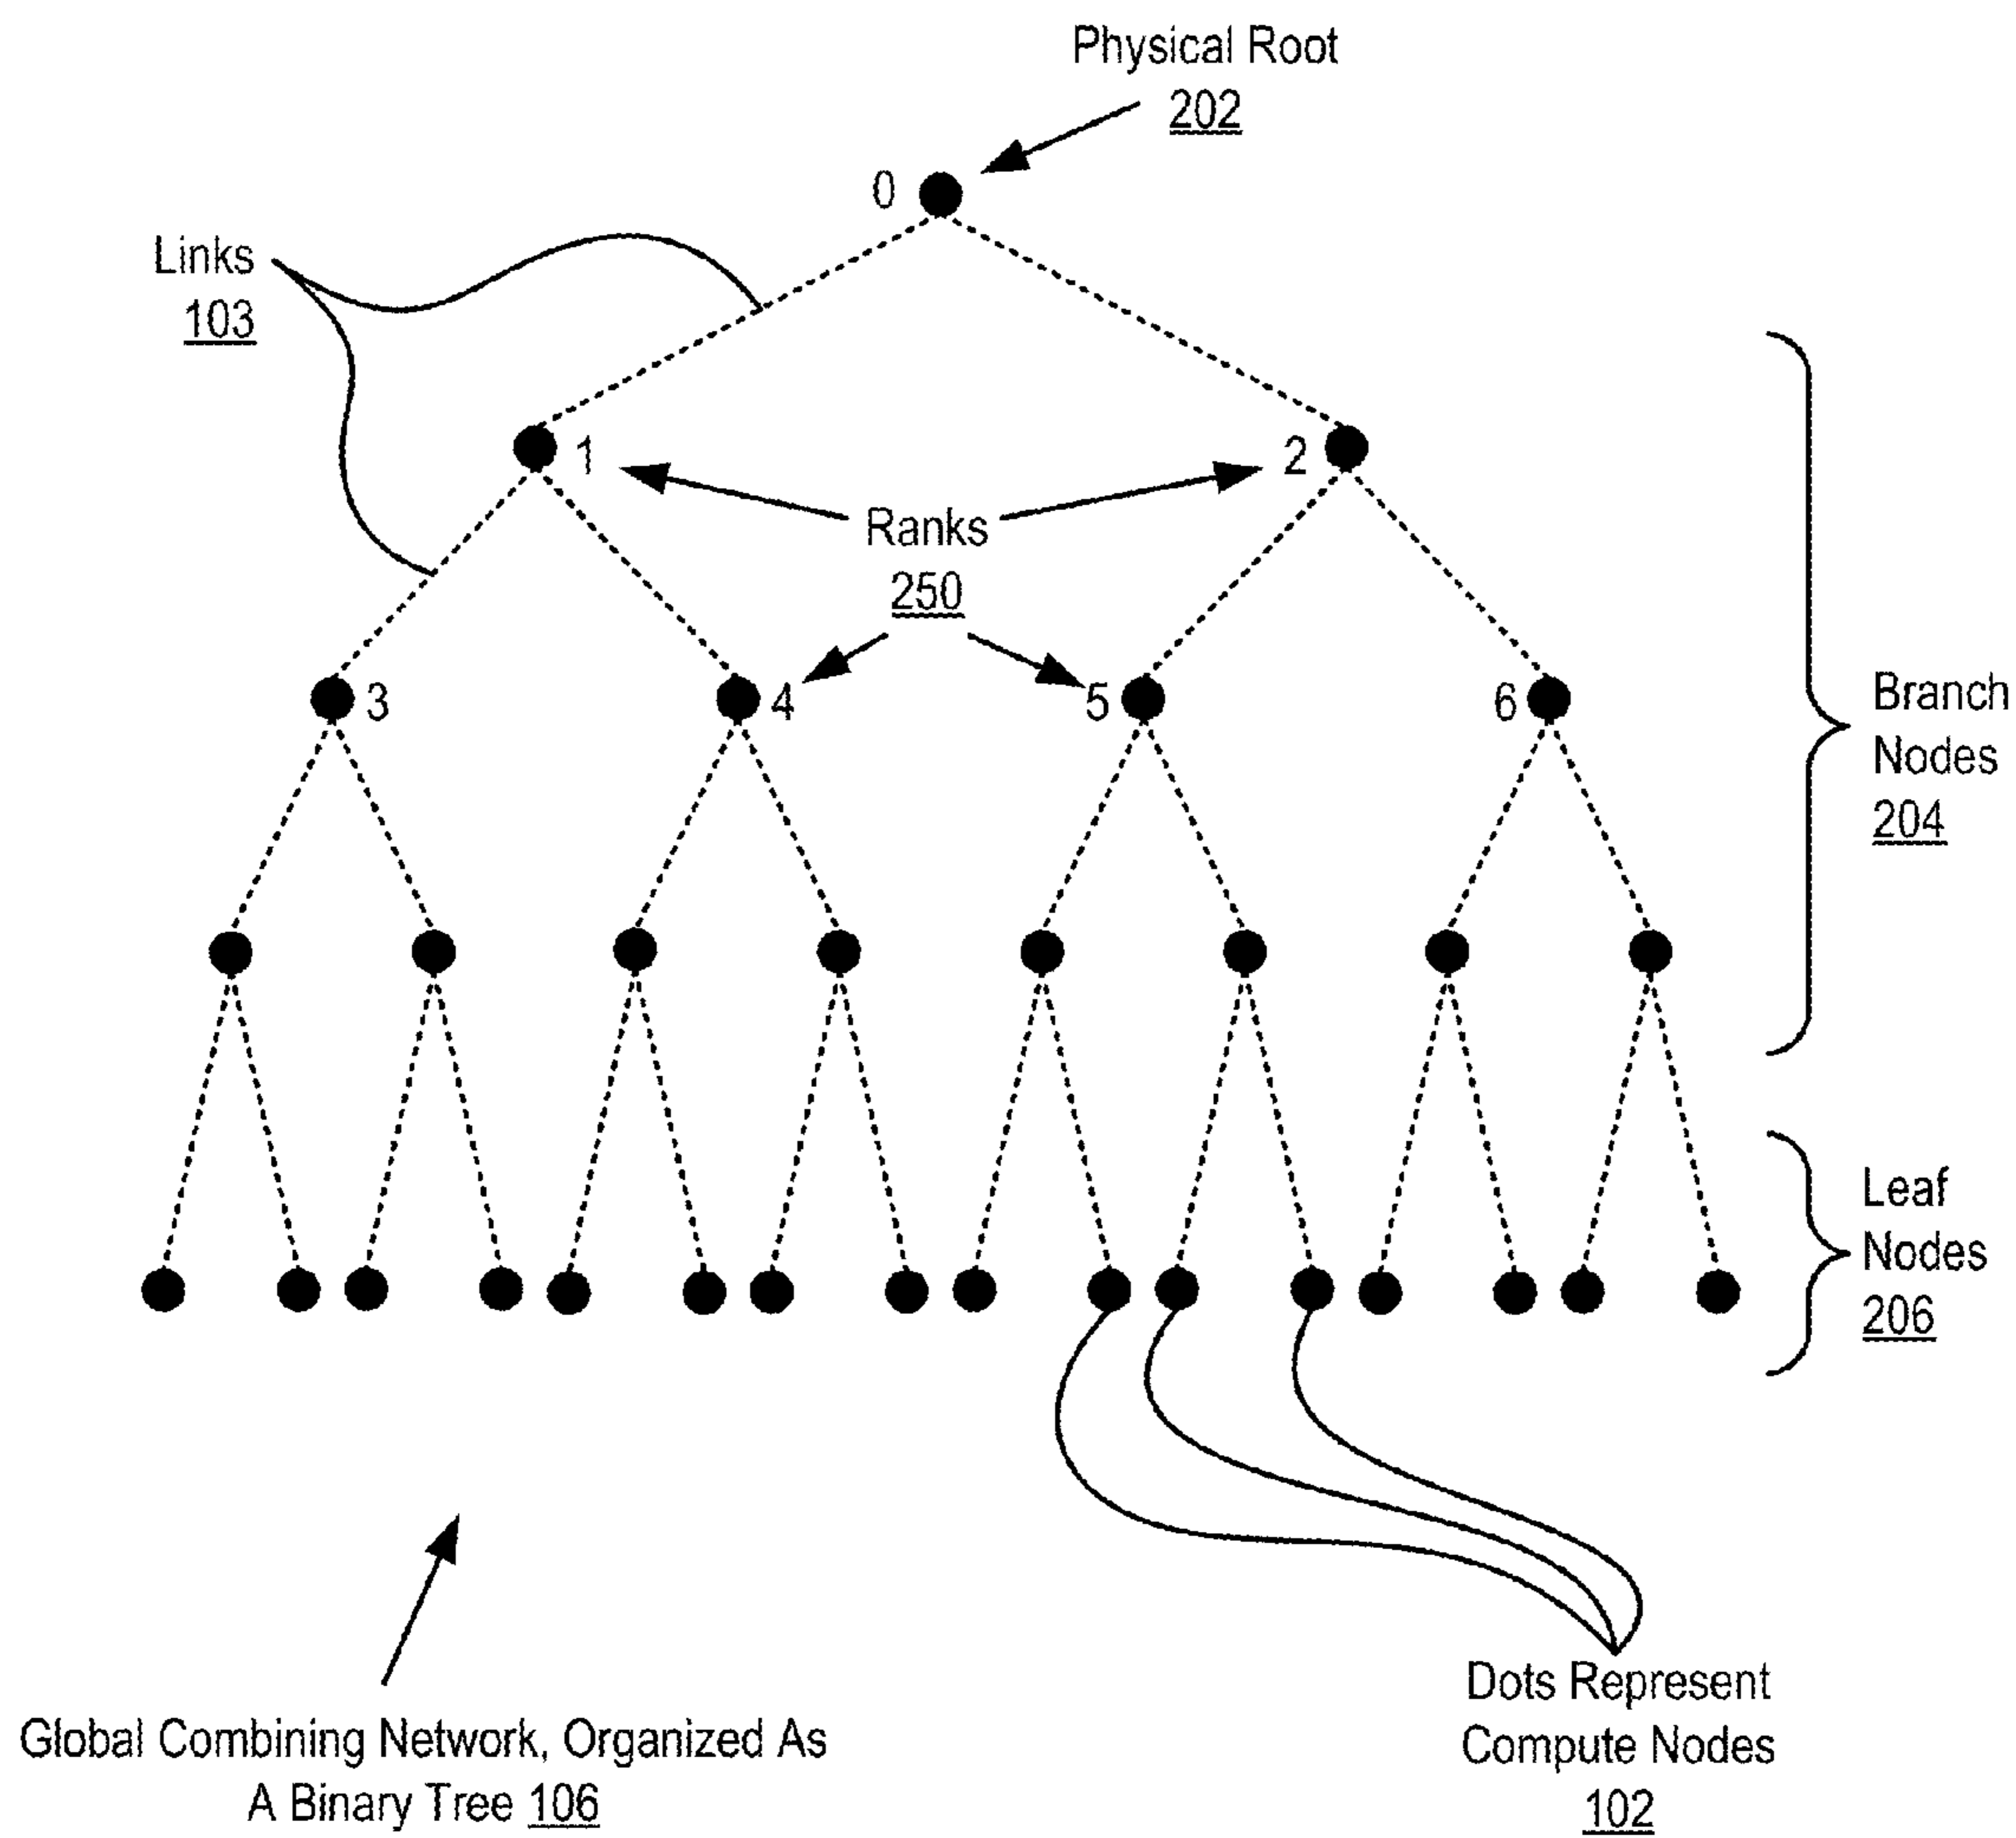 Physical Root
202
0
Links
103
1
2
Ranks
250
3
4
5
6
Branch
Nodes
204
Leaf
Nodes
206
Dots Represent
Compute Nodes
102
Global Combining Network, Organized As
A Binary Tree 106